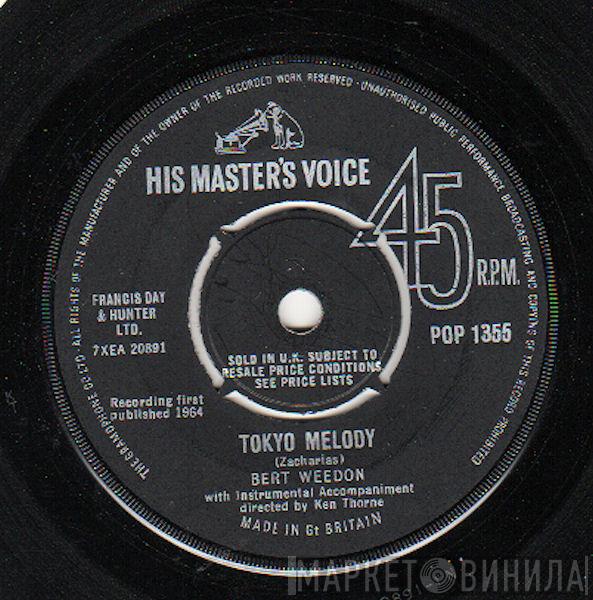 THE GRAMOPHONE CO. LTD. · ALL RIGHTS OF THE MANUFACTURER AND OF THE OWNER OF THE RECORDED WORK RESERVED · UNAUTHORISED PUBLIC PERFORMANCE BROADCASTING AND COPYING OF THIS RECORD PROHIBITED
HIS MASTER'S VOICE
45
R.P.M.
FRANCIS DAY
& HUNTER
LTD.
7XEA 20891
POP 1355
SOLD IN U.K. SUBJECT TO
RESALE PRICE CONDITIONS,
SEE PRICE LISTS
Recording first
published 1964
TOKYO MELODY
(Zacharias)
BERT WEEDON
with Instrumental Accompaniment
directed by Ken Thorne
MADE IN Gt BRITAIN
МАРКЕТ ВИНИЛА